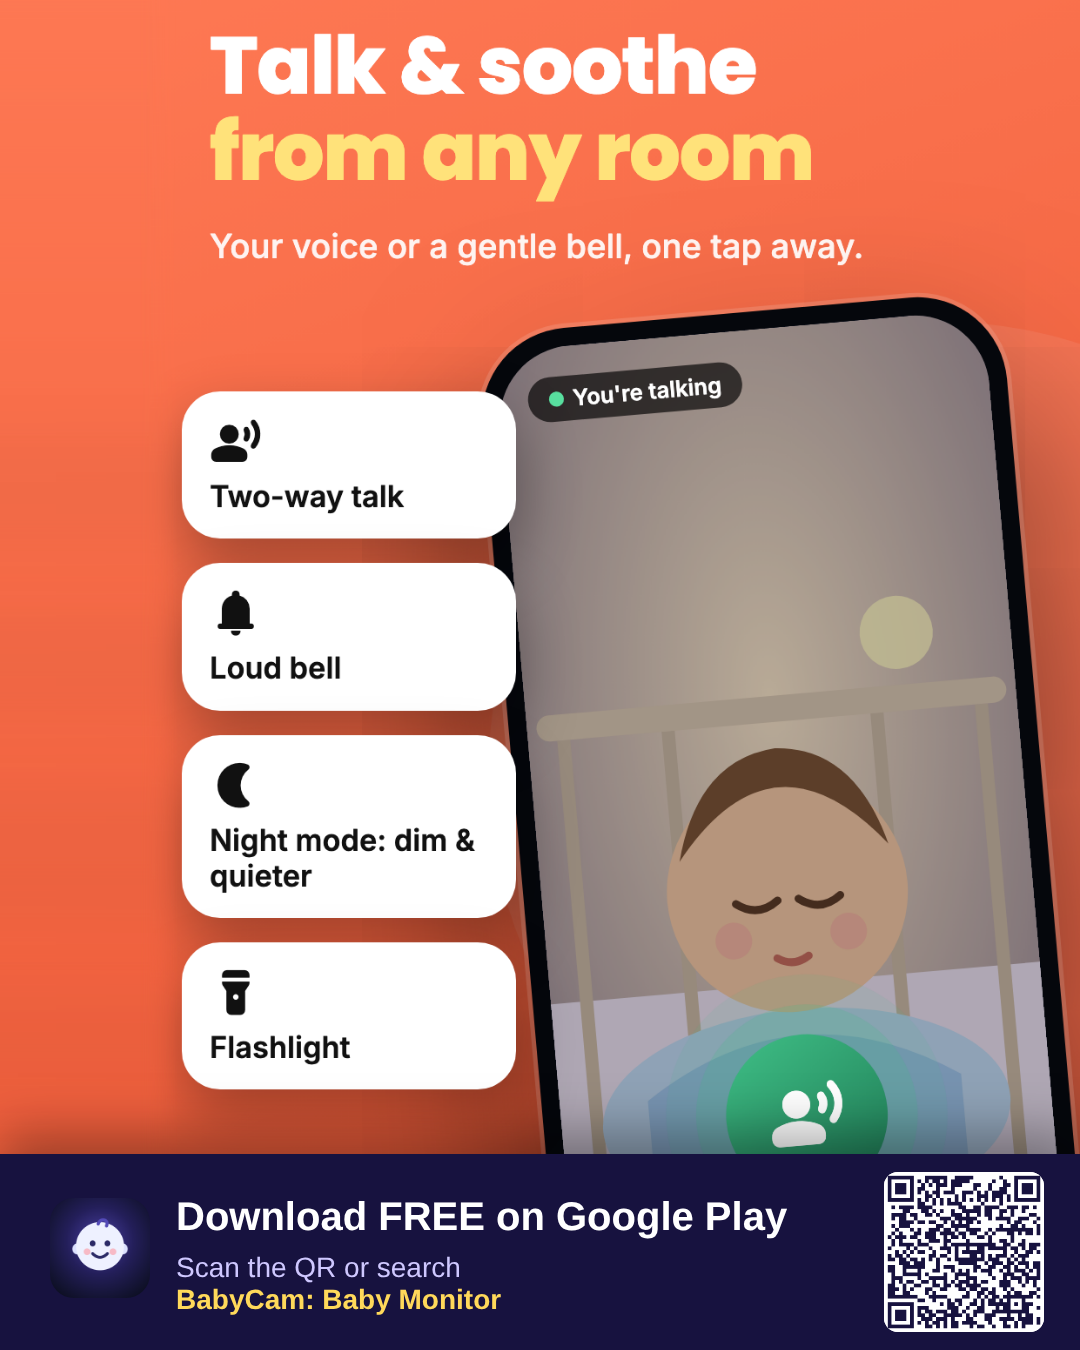 Talk & soothe
from any room
Your voice or a gentle bell, one tap away.
You're talking
Two-way talk
Loud bell
Night mode: dim &
quieter
Flashlight
Download FREE on Google Play
Scan the QR or search
BabyCam: Baby Monitor